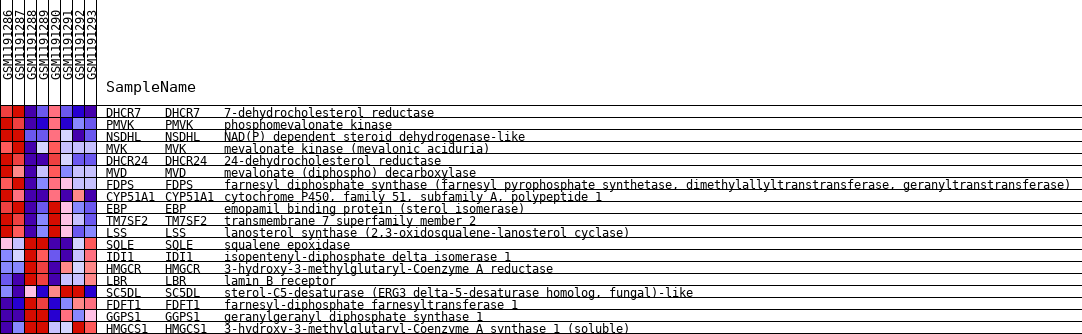 GSM1191286
GSM1191287
GSM1191288
GSM1191289
GSM1191290
GSM1191291
GSM1191292
GSM1191293
SampleName
DHCR7 DHCR7 7-dehydrocholesterol reductase
PMVK PMVK phosphomevalonate kinase
NSDHL NSDHL NAD(P) dependent steroid dehydrogenase-like
MVK MVK mevalonate kinase (mevalonic aciduria)
DHCR24 DHCR24 24-dehydrocholesterol reductase
MVD MVD mevalonate (diphospho) decarboxylase
FDPS FDPS farnesyl diphosphate synthase (farnesyl pyrophosphate synthetase, dimethylallyltranstransferase, geranyltranstransferase)
CYP51A1 CYP51A1 cytochrome P450, family 51, subfamily A, polypeptide 1
EBP EBP emopamil binding protein (sterol isomerase)
TM7SF2 TM7SF2 transmembrane 7 superfamily member 2
LSS LSS lanosterol synthase (2,3-oxidosqualene-lanosterol cyclase)
SQLE SQLE squalene epoxidase
IDI1 IDI1 isopentenyl-diphosphate delta isomerase 1
HMGCR HMGCR 3-hydroxy-3-methylglutaryl-Coenzyme A reductase
LBR LBR lamin B receptor
SC5DL SC5DL sterol-C5-desaturase (ERG3 delta-5-desaturase homolog, fungal)-like
FDFT1 FDFT1 farnesyl-diphosphate farnesyltransferase 1
GGPS1 GGPS1 geranylgeranyl diphosphate synthase 1
HMGCS1 HMGCS1 3-hydroxy-3-methylglutaryl-Coenzyme A synthase 1 (soluble)